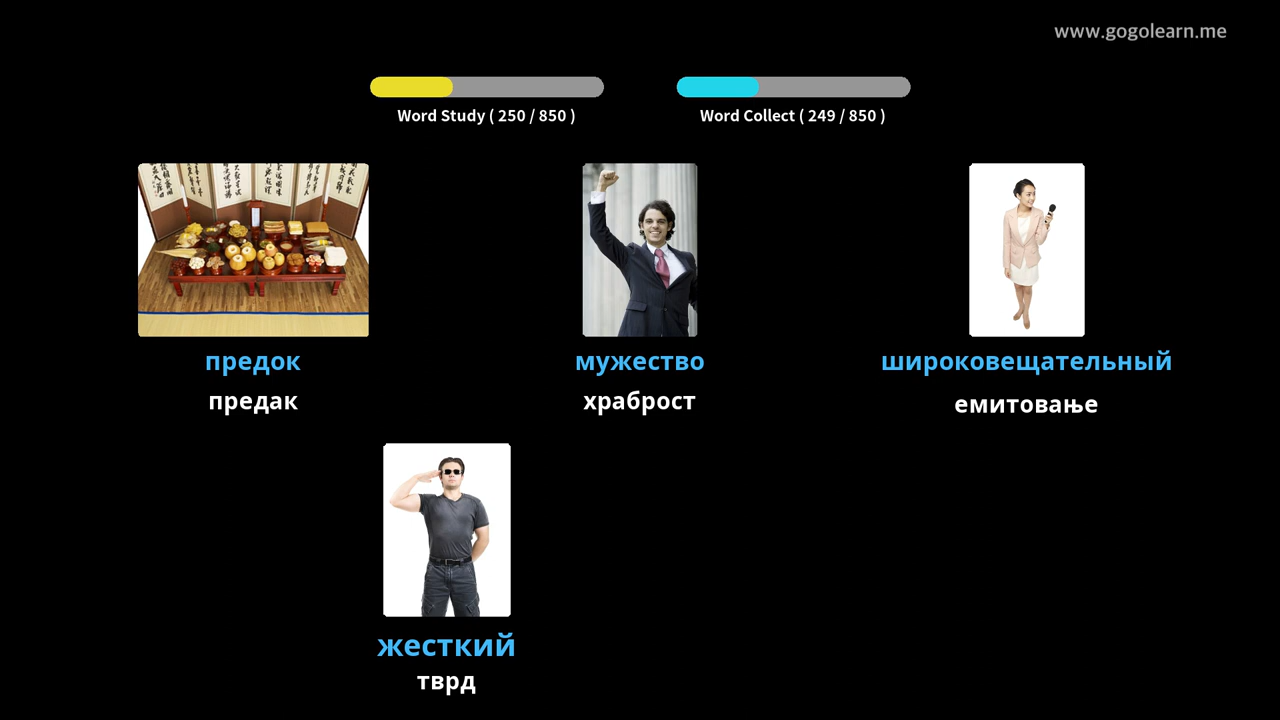 www.gogolearn.me
Word Study ( 250 / 850 )
Word Collect ( 249 / 850 )
предок
мужество
широковещательный
предак
храброст
емитовање
жесткий
тврд